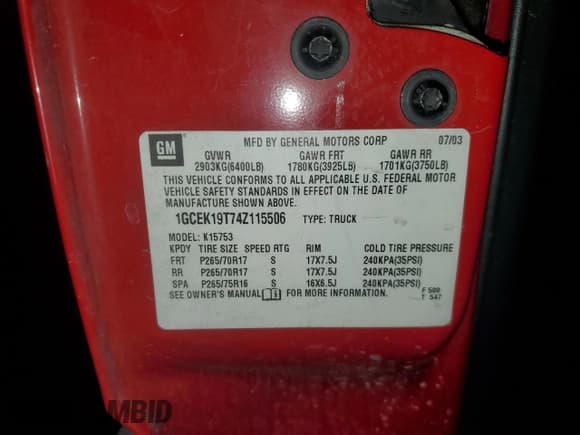 GM
MFD BY GENERAL MOTORS CORP 07/03
GVWR GAWR FRT GAWR RR
2903KG(6400LB) 1780KG(3925LB) 1701KG(3750LB)
THIS VEHICLE CONFORMS TO ALL APPLICABLE U.S. FEDERAL MOTOR
VEHICLE SAFETY STANDARDS IN EFFECT ON THE DATE OF
MANUFACTURE SHOWN ABOVE.
1GCEK19T74Z115506 TYPE: TRUCK
MODEL: K15753
KPDY TIRE SIZE SPEED RTG RIM COLD TIRE PRESSURE
FRT P265/70R17 S 17X7.5J 240KPA(35PSI)
RR P265/70R17 S 17X7.5J 240KPA(35PSI)
SPA P265/75R16 S 16X6.5J 240KPA(35PSI)
SEE OWNER'S MANUAL FOR MORE INFORMATION.
F 500
T 547
MBID